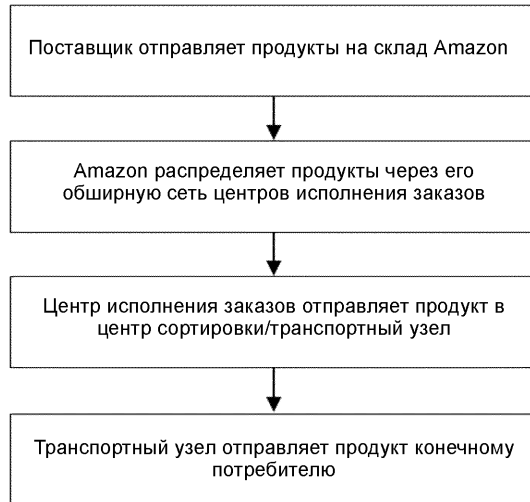 Поставщик отправляет продукты на склад Amazon
Amazon распределяет продукты через его
обширную сеть центров исполнения заказов
Центр исполнения заказов отправляет продукт в
центр сортировки/транспортный узел
Транспортный узел отправляет продукт конечному
потребителю